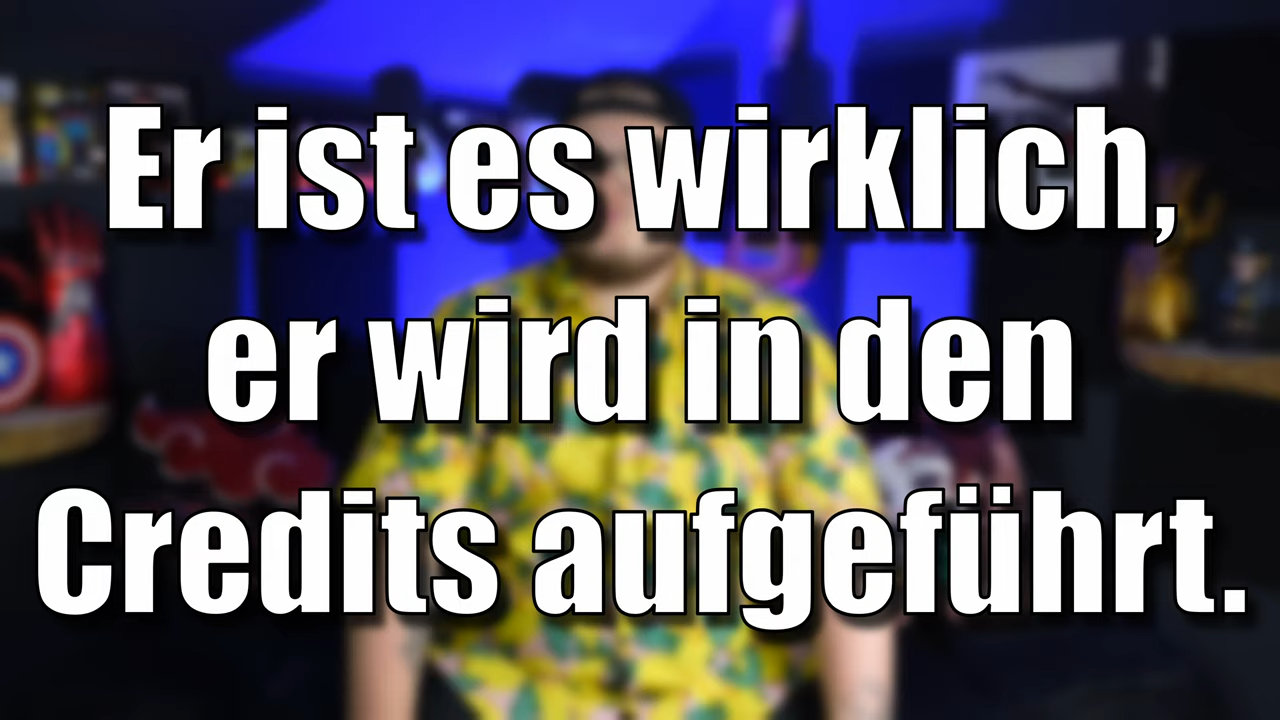 Er ist es wirklich,
er wird in den
Credits aufgeführt.